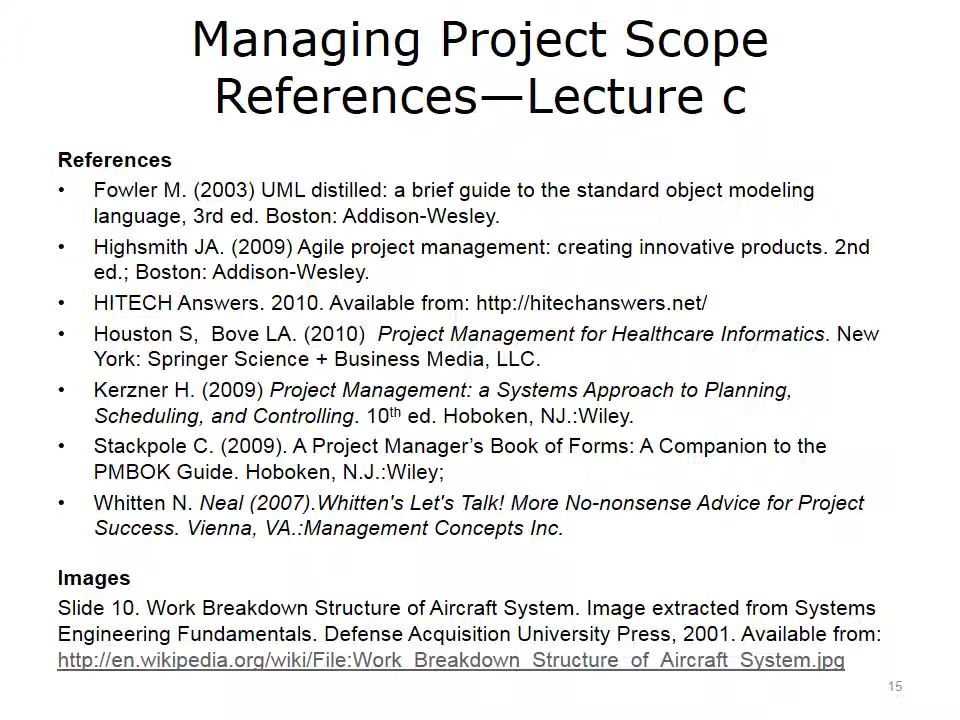 Managing Project Scope
References—Lecture c
References
• Fowler M. (2003) UML distilled: a brief guide to the standard object modeling
language, 3rd ed. Boston: Addison-Wesley.
• Highsmith JA. (2009) Agile project management: creating innovative products. 2nd
ed.; Boston: Addison-Wesley.
• HITECH Answers. 2010. Available from: http://hitechanswers.net/
• Houston S,  Bove LA. (2010)  Project Management for Healthcare Informatics. New
York: Springer Science + Business Media, LLC.
• Kerzner H. (2009) Project Management: a Systems Approach to Planning,
Scheduling, and Controlling. 10th ed. Hoboken, NJ.:Wiley.
• Stackpole C. (2009). A Project Manager’s Book of Forms: A Companion to the
PMBOK Guide. Hoboken, N.J.:Wiley;
• Whitten N. Neal (2007).Whitten's Let's Talk! More No-nonsense Advice for Project
Success. Vienna, VA.:Management Concepts Inc.
Images
Slide 10. Work Breakdown Structure of Aircraft System. Image extracted from Systems
Engineering Fundamentals. Defense Acquisition University Press, 2001. Available from:
http://en.wikipedia.org/wiki/File:Work_Breakdown_Structure_of_Aircraft_System.jpg
15